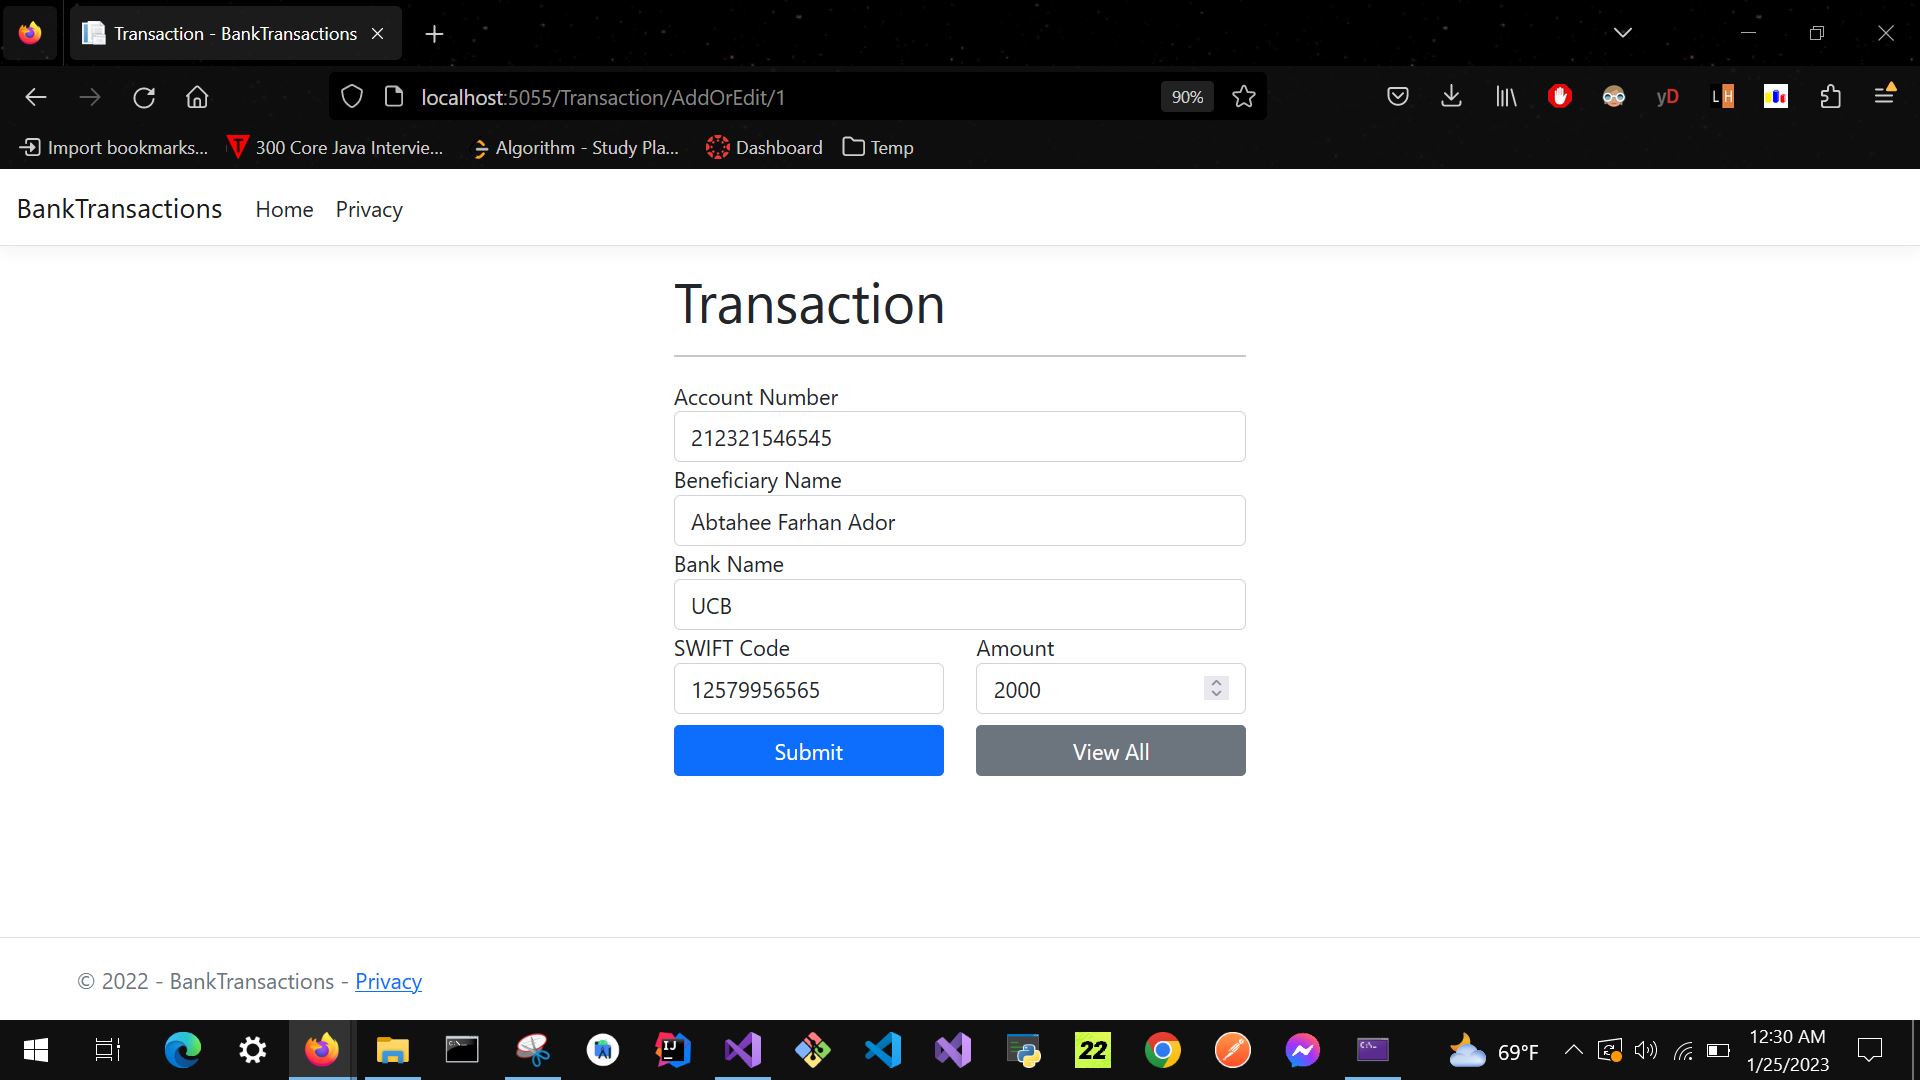 Transaction - BankTransactions
localhost:5055/Transaction/AddOrEdit/1
90%
yD
LH
Import bookmarks...
300 Core Java Intervie...
Algorithm - Study Pla...
Dashboard
Temp
BankTransactions
Home
Privacy
Transaction
Account Number
212321546545
Beneficiary Name
Abtahee Farhan Ador
Bank Name
UCB
SWIFT Code
Amount
12579956565
2000
Submit
View All
© 2022 - BankTransactions - Privacy
IJ
22
69°F
12:30 AM
1/25/2023